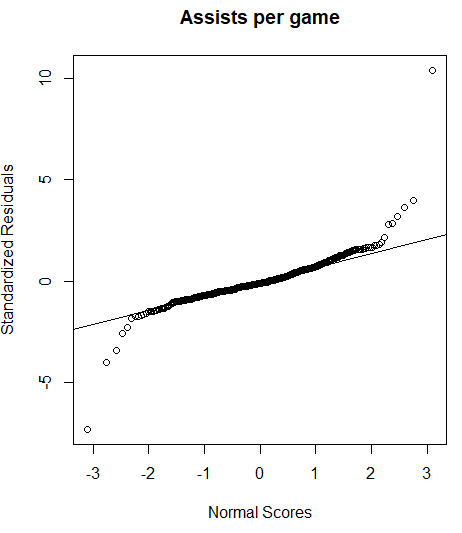 Assists per game
Standardized Residuals
10
5
0
-5
-3 -2 -1 0 1 2 3
Normal Scores